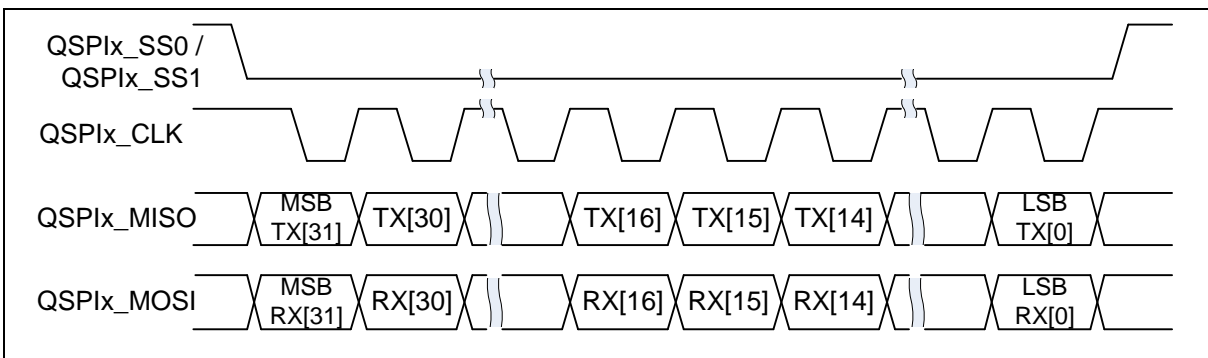 QSPIx_SS0 /
QSPIx_SS1
QSPIx_CLK
QSPIx_MISO
MSB
TX[31]
TX[30]
TX[16]
TX[15]
TX[14]
LSB
TX[0]
QSPIx_MOSI
MSB
RX[31]
RX[30]
RX[16]
RX[15]
RX[14]
LSB
RX[0]